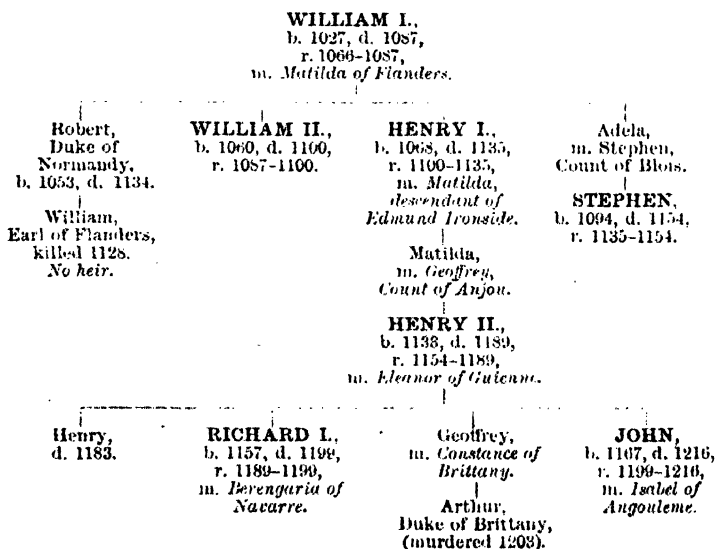 WILLIAM I.,
b. 1027, d. 1087,
r. 1066-1087,
m. Matilda of Flanders.
Robert,
Duke of
Normandy,
b. 1053, d. 1134.
William,
Earl of Flanders,
killed 1128.
No heir.
WILLIAM II.,
b. 1060, d. 1100,
r. 1087-1100.
HENRY I.,
b. 1068, d. 1135,
r. 1100-1135,
m. Matilda,
descendant of
Edmund Ironside.
Matilda,
m. Geoffrey,
Count of Anjou.
HENRY II.,
b. 1133, d. 1189,
r. 1154-1189,
m. Eleanor of Guienne.
Adela,
m. Stephen,
Count of Blois.
STEPHEN,
b. 1094, d. 1154,
r. 1135-1154.
Henry,
d. 1183.
RICHARD I.,
b. 1157, d. 1199,
r. 1189-1199,
m. Berengaria of
Navarre.
Geoffrey,
m. Constance of
Brittany.
Arthur,
Duke of Brittany,
(murdered 1203).
JOHN,
b. 1167, d. 1216,
r. 1199-1216,
m. Isabel of
Angouleme.